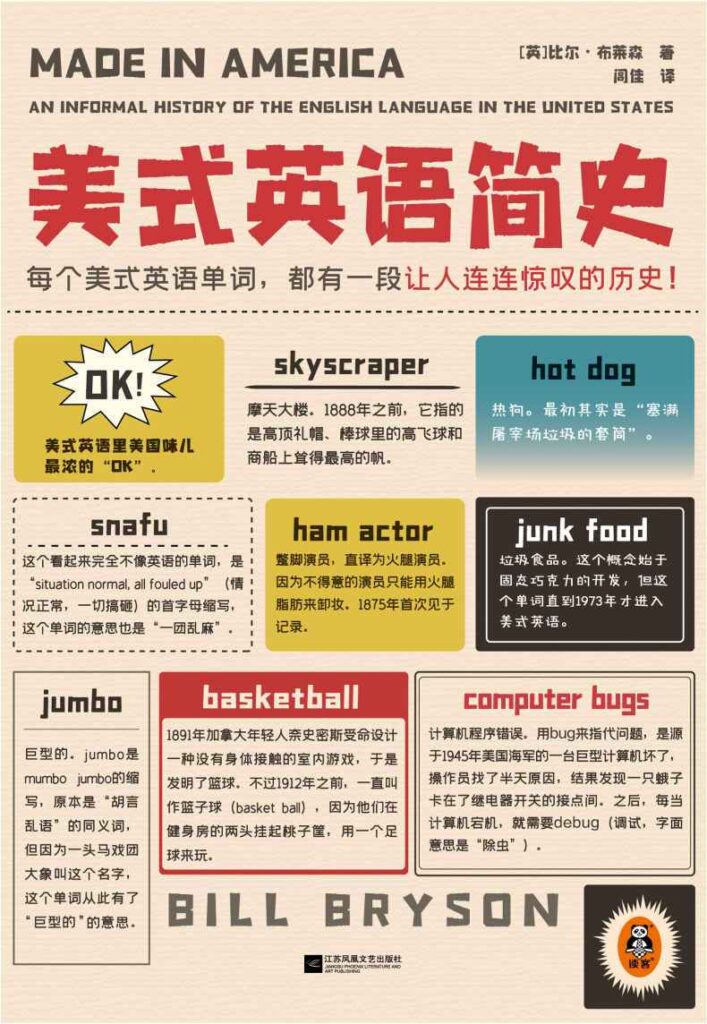 MADE IN AMERICA
[英]比尔·布莱森 著
闾佳 译
AN INFORMAL HISTORY OF THE ENGLISH LANGUAGE IN THE UNITED STATES
美式英语简史
每个美式英语单词，都有一段让人连连惊叹的历史！
OK!
美式英语里美国味儿
最浓的“OK”。
skyscraper
摩天大楼。1888年之前，它指的
是高顶礼帽、棒球里的高飞球和
商船上耸得最高的帆。
hot dog
热狗。最初其实是“塞满
屠宰场垃圾的套筒”。
snafu
这个看起来完全不像英语的单词，是
“situation normal, all fouled up”（情
况正常，一切搞砸）的首字母缩写，
这个单词的意思也是“一团乱麻”。
ham actor
蹩脚演员，直译为火腿演员。
因为不得意的演员只能用火腿
脂肪来卸妆。1875年首次见于
记录。
junk food
垃圾食品。这个概念始于
固态巧克力的开发，但这
个单词直到1973年才进入
美式英语。
jumbo
巨型的。jumbo是
mumbo jumbo的缩
写，原本是“胡言
乱语”的同义词，
但因为一头马戏团
大象叫这个名字，
这个单词从此有了
“巨型的”的意思。
basketball
1891年加拿大年轻人奈史密斯受命设计
一种没有身体接触的室内游戏，于是
发明了篮球。不过1912年之前，一直叫
作篮子球（basket ball），因为他们在
健身房的两头挂起桃子筐，用一个足
球来玩。
computer bugs
计算机程序错误。用bug来指代问题，是源
于1945年美国海军的一台巨型计算机坏了，
操作员找了半天原因，结果发现一只蛾子
卡在了继电器开关的接点间。之后，每当
计算机宕机，就需要debug（调试，字面
意思是“除虫”）。
BILL BRYSON
江苏凤凰文艺出版社
JIANGSU PHOENIX LITERATURE AND
ART PUBLISHING
读客